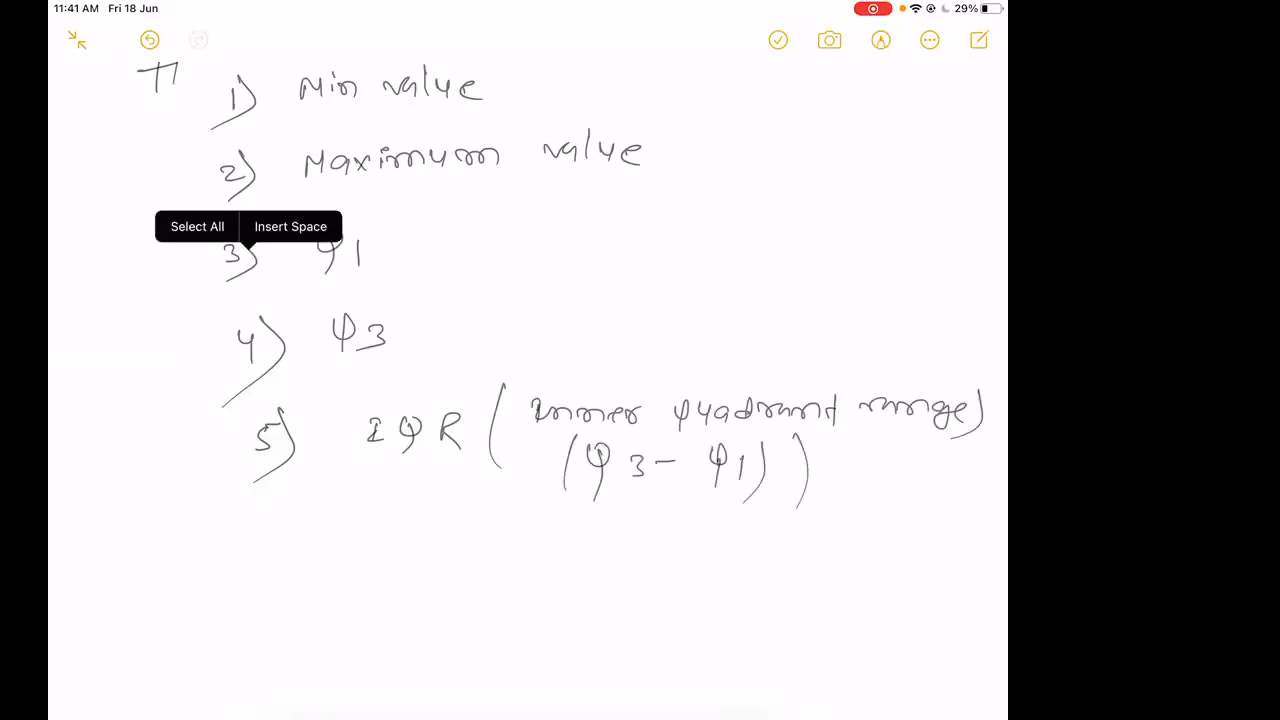 11:41 AM Fri 18 Jun 29%
1) Min value
2) Maximum value
Select All Insert Space
3) Q1
4) Q3
5) IQR ( Inner Quadrant range)
(Q3 - Q1) )